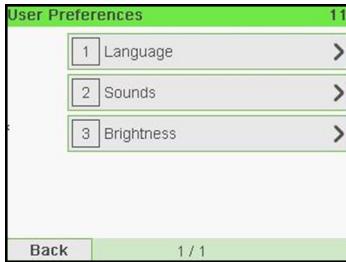 User Preferences 11
1 Language
2 Sounds
3 Brightness
Back 1 / 1